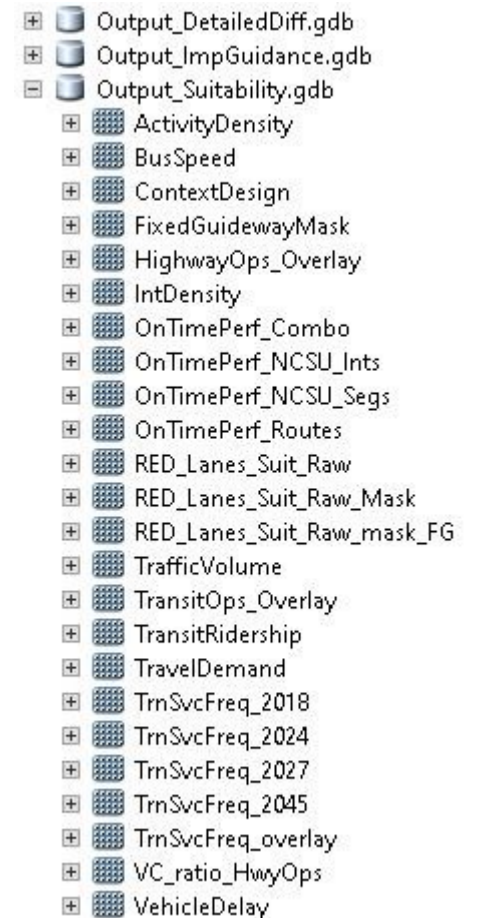 Output_DetailedDiff.gdb
Output_ImpGuidance.gdb
Output_Suitability.gdb
ActivityDensity
BusSpeed
ContextDesign
FixedGuidewayMask
HighwayOps_Overlay
IntDensity
OnTimePerf_Combo
OnTimePerf_NCSU_Ints
OnTimePerf_NCSU_Segs
OnTimePerf_Routes
RED_Lanes_Suit_Raw
RED_Lanes_Suit_Raw_Mask
RED_Lanes_Suit_Raw_mask_FG
TrafficVolume
TransitOps_Overlay
TransitRidership
TravelDemand
TrnSvcFreq_2018
TrnSvcFreq_2024
TrnSvcFreq_2027
TrnSvcFreq_2045
TrnSvcFreq_overlay
VC_ratio_HwyOps
VehicleDelay